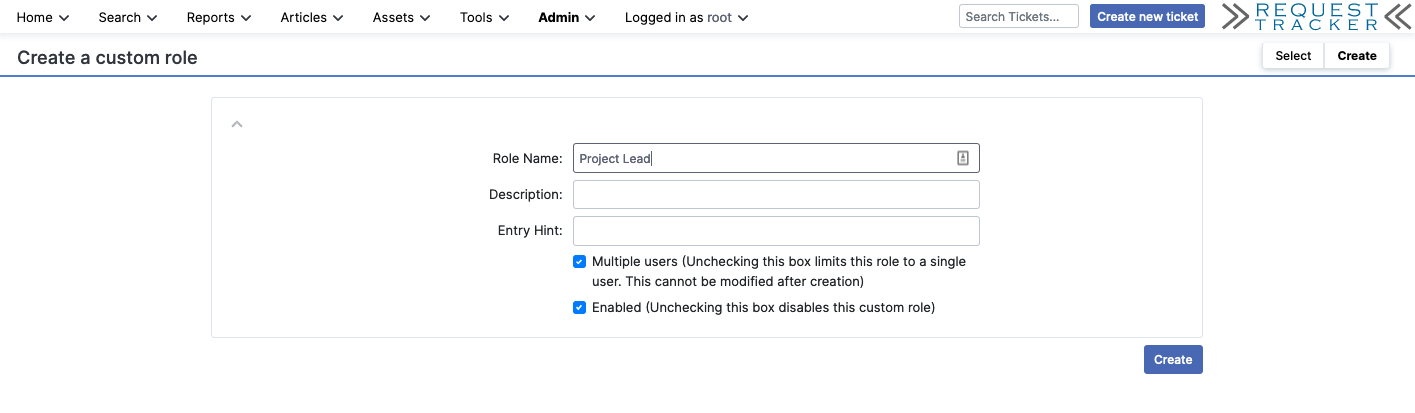 Home Search Reports Articles Assets Tools Admin Logged in as root Search Tickets... Create new ticket REQUEST TRACKER
Create a custom role Select Create
Role Name: Project Lead
Description:
Entry Hint:
Multiple users (Unchecking this box limits this role to a single
user. This cannot be modified after creation)
Enabled (Unchecking this box disables this custom role)
Create